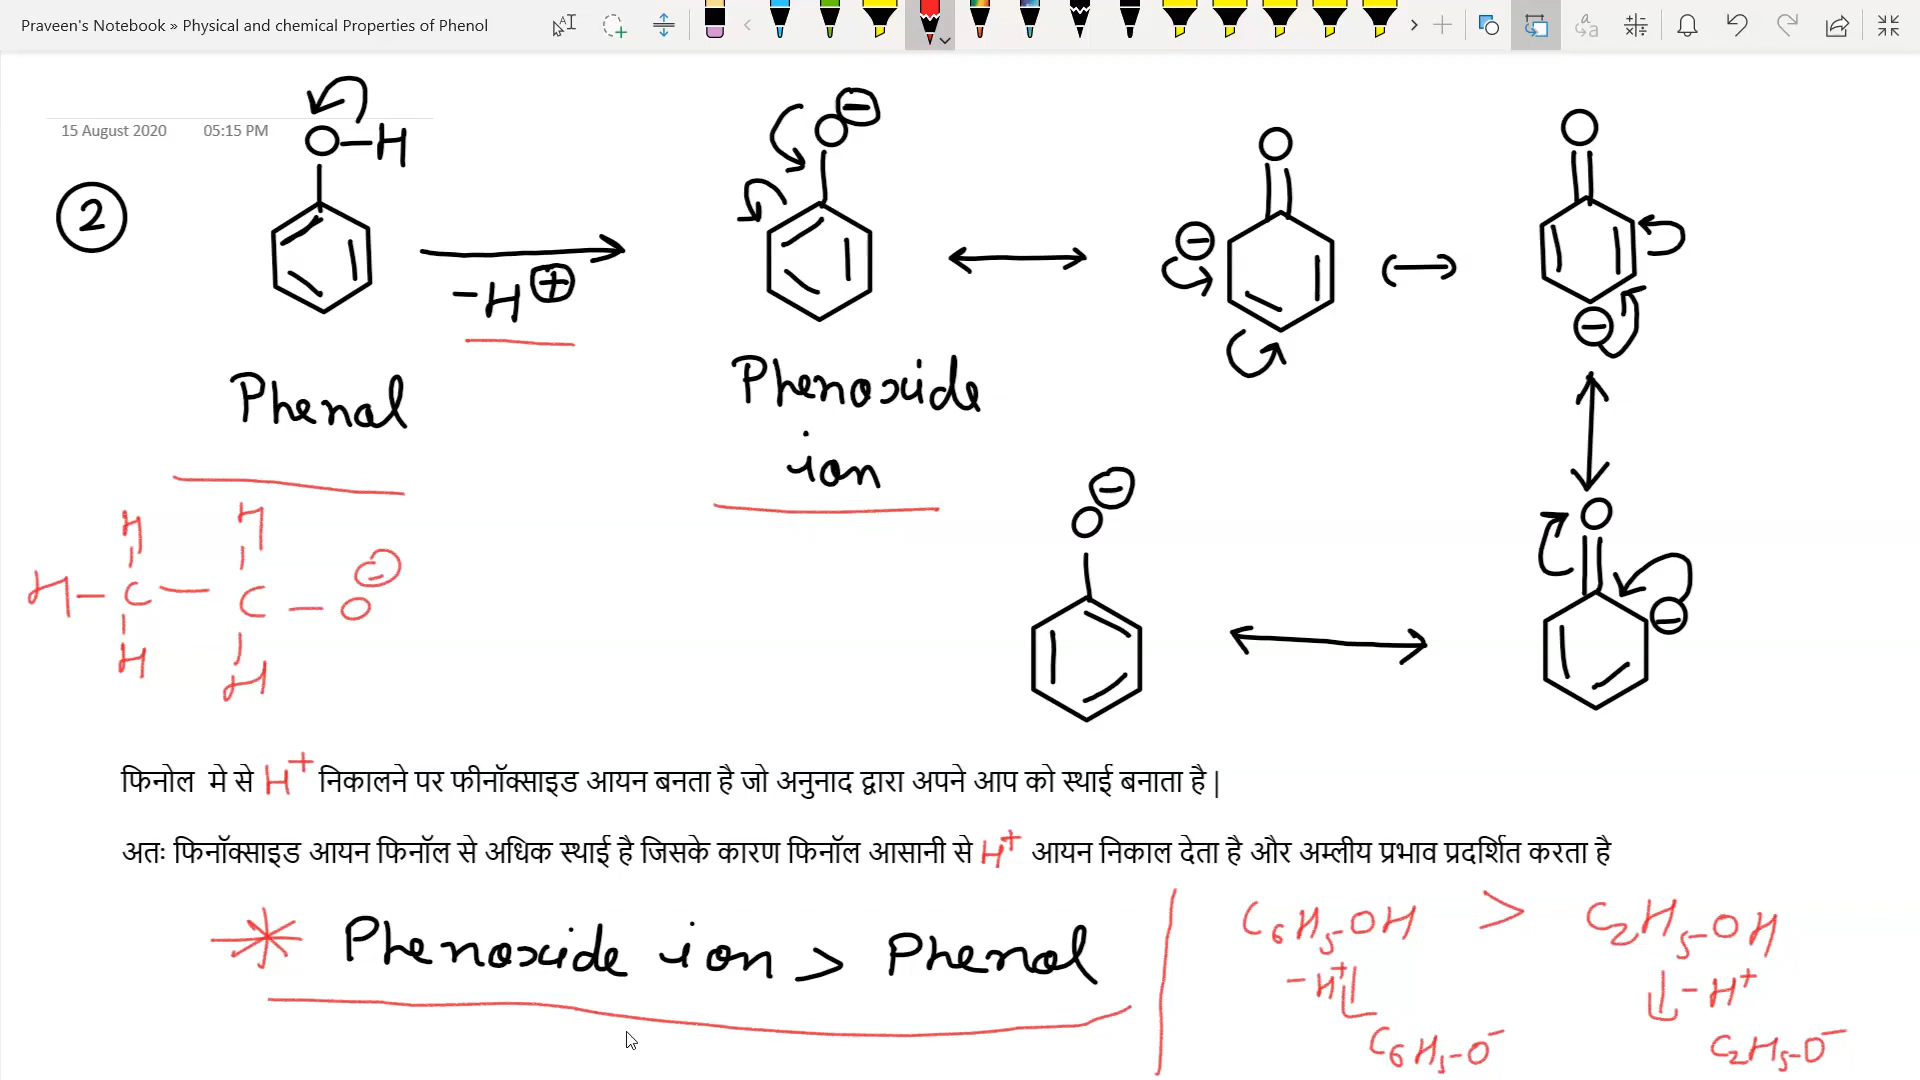 Praveen's Notebook » Physical and chemical Properties of Phenol
15 August 2020 05:15 PM
2
O-H
-H⊕
Phenol
O⊖
Phenoxide
ion
O
⊖
O
⊖
O
⊖
O⊖
H H
H-C-C-O⊖
H H
फिनोल मे से H+ निकालने पर फीनॉक्साइड आयन बनता है जो अनुनाद द्वारा अपने आप को स्थाई बनाता है |
अतः फिनॉक्साइड आयन फिनॉल से अधिक स्थाई है जिसके कारण फिनॉल आसानी से H+ आयन निकाल देता है और अम्लीय प्रभाव प्रदर्शित करता है
* Phenoxide ion > Phenol
C6H5-OH > C2H5-OH
-H+ -H+
C6H5-O- C2H5-O-